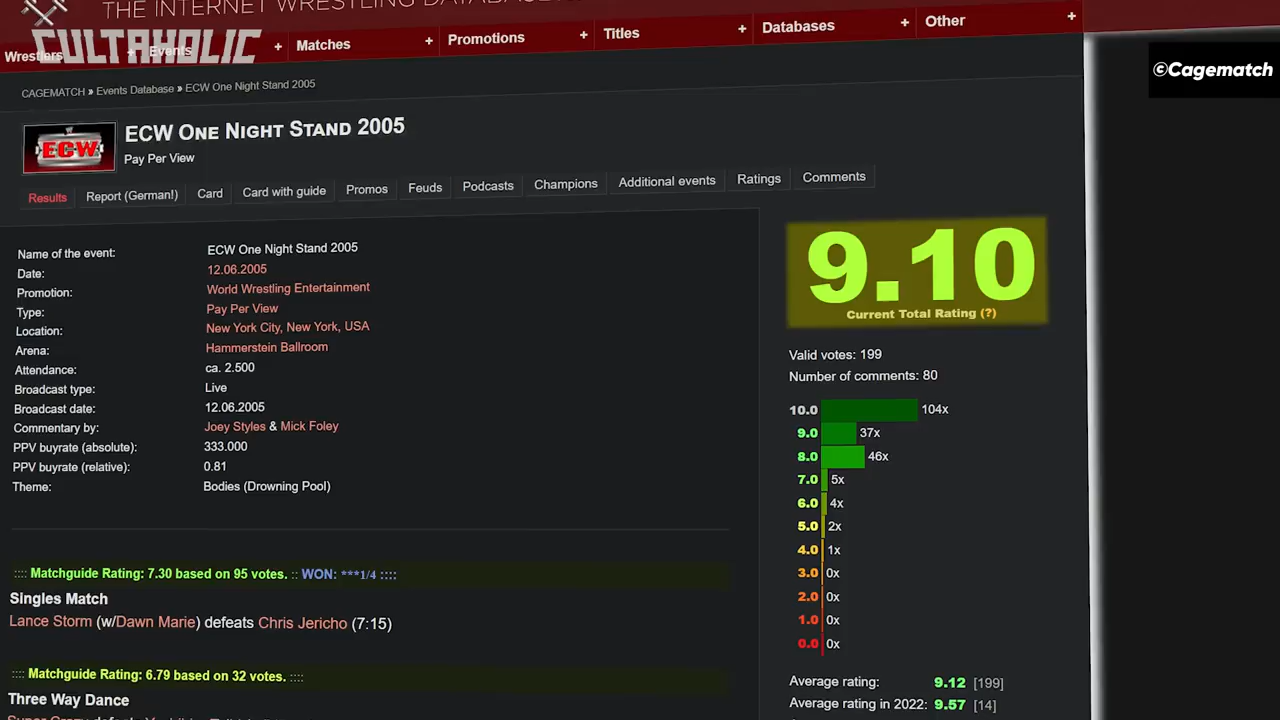 THE INTERNET WRESTLING DATABASE
CULTAHOLIC
Wrestlers + Events + Matches + Promotions + Titles + Databases + Other +
©Cagematch
CAGEMATCH » Events Database » ECW One Night Stand 2005
ECW
ECW ONE NIGHT STAND 2005
Pay Per View
Results Report (German!) Card Card with guide Promos Feuds Podcasts Champions Additional events Ratings Comments
Name of the event: ECW One Night Stand 2005
Date: 12.06.2005
Promotion: World Wrestling Entertainment
Type: Pay Per View
Location: New York City, New York, USA
Arena: Hammerstein Ballroom
Attendance: ca. 2.500
Broadcast type: Live
Broadcast date: 12.06.2005
Commentary by: Joey Styles & Mick Foley
PPV buyrate (absolute): 333.000
PPV buyrate (relative): 0.81
Theme: Bodies (Drowning Pool)
:::: Matchguide Rating: 7.30 based on 95 votes. :: WON: ***1/4 ::::
Singles Match
Lance Storm (w/Dawn Marie) defeats Chris Jericho (7:15)
:::: Matchguide Rating: 6.79 based on 32 votes. ::::
Three Way Dance
9.10
Current Total Rating (?)
Valid votes: 199
Number of comments: 80
10.0 104x
9.0 37x
8.0 46x
7.0 5x
6.0 4x
5.0 2x
4.0 1x
3.0 0x
2.0 0x
1.0 0x
0.0 0x
Average rating: 9.12 [199]
Average rating in 2022: 9.57 [14]